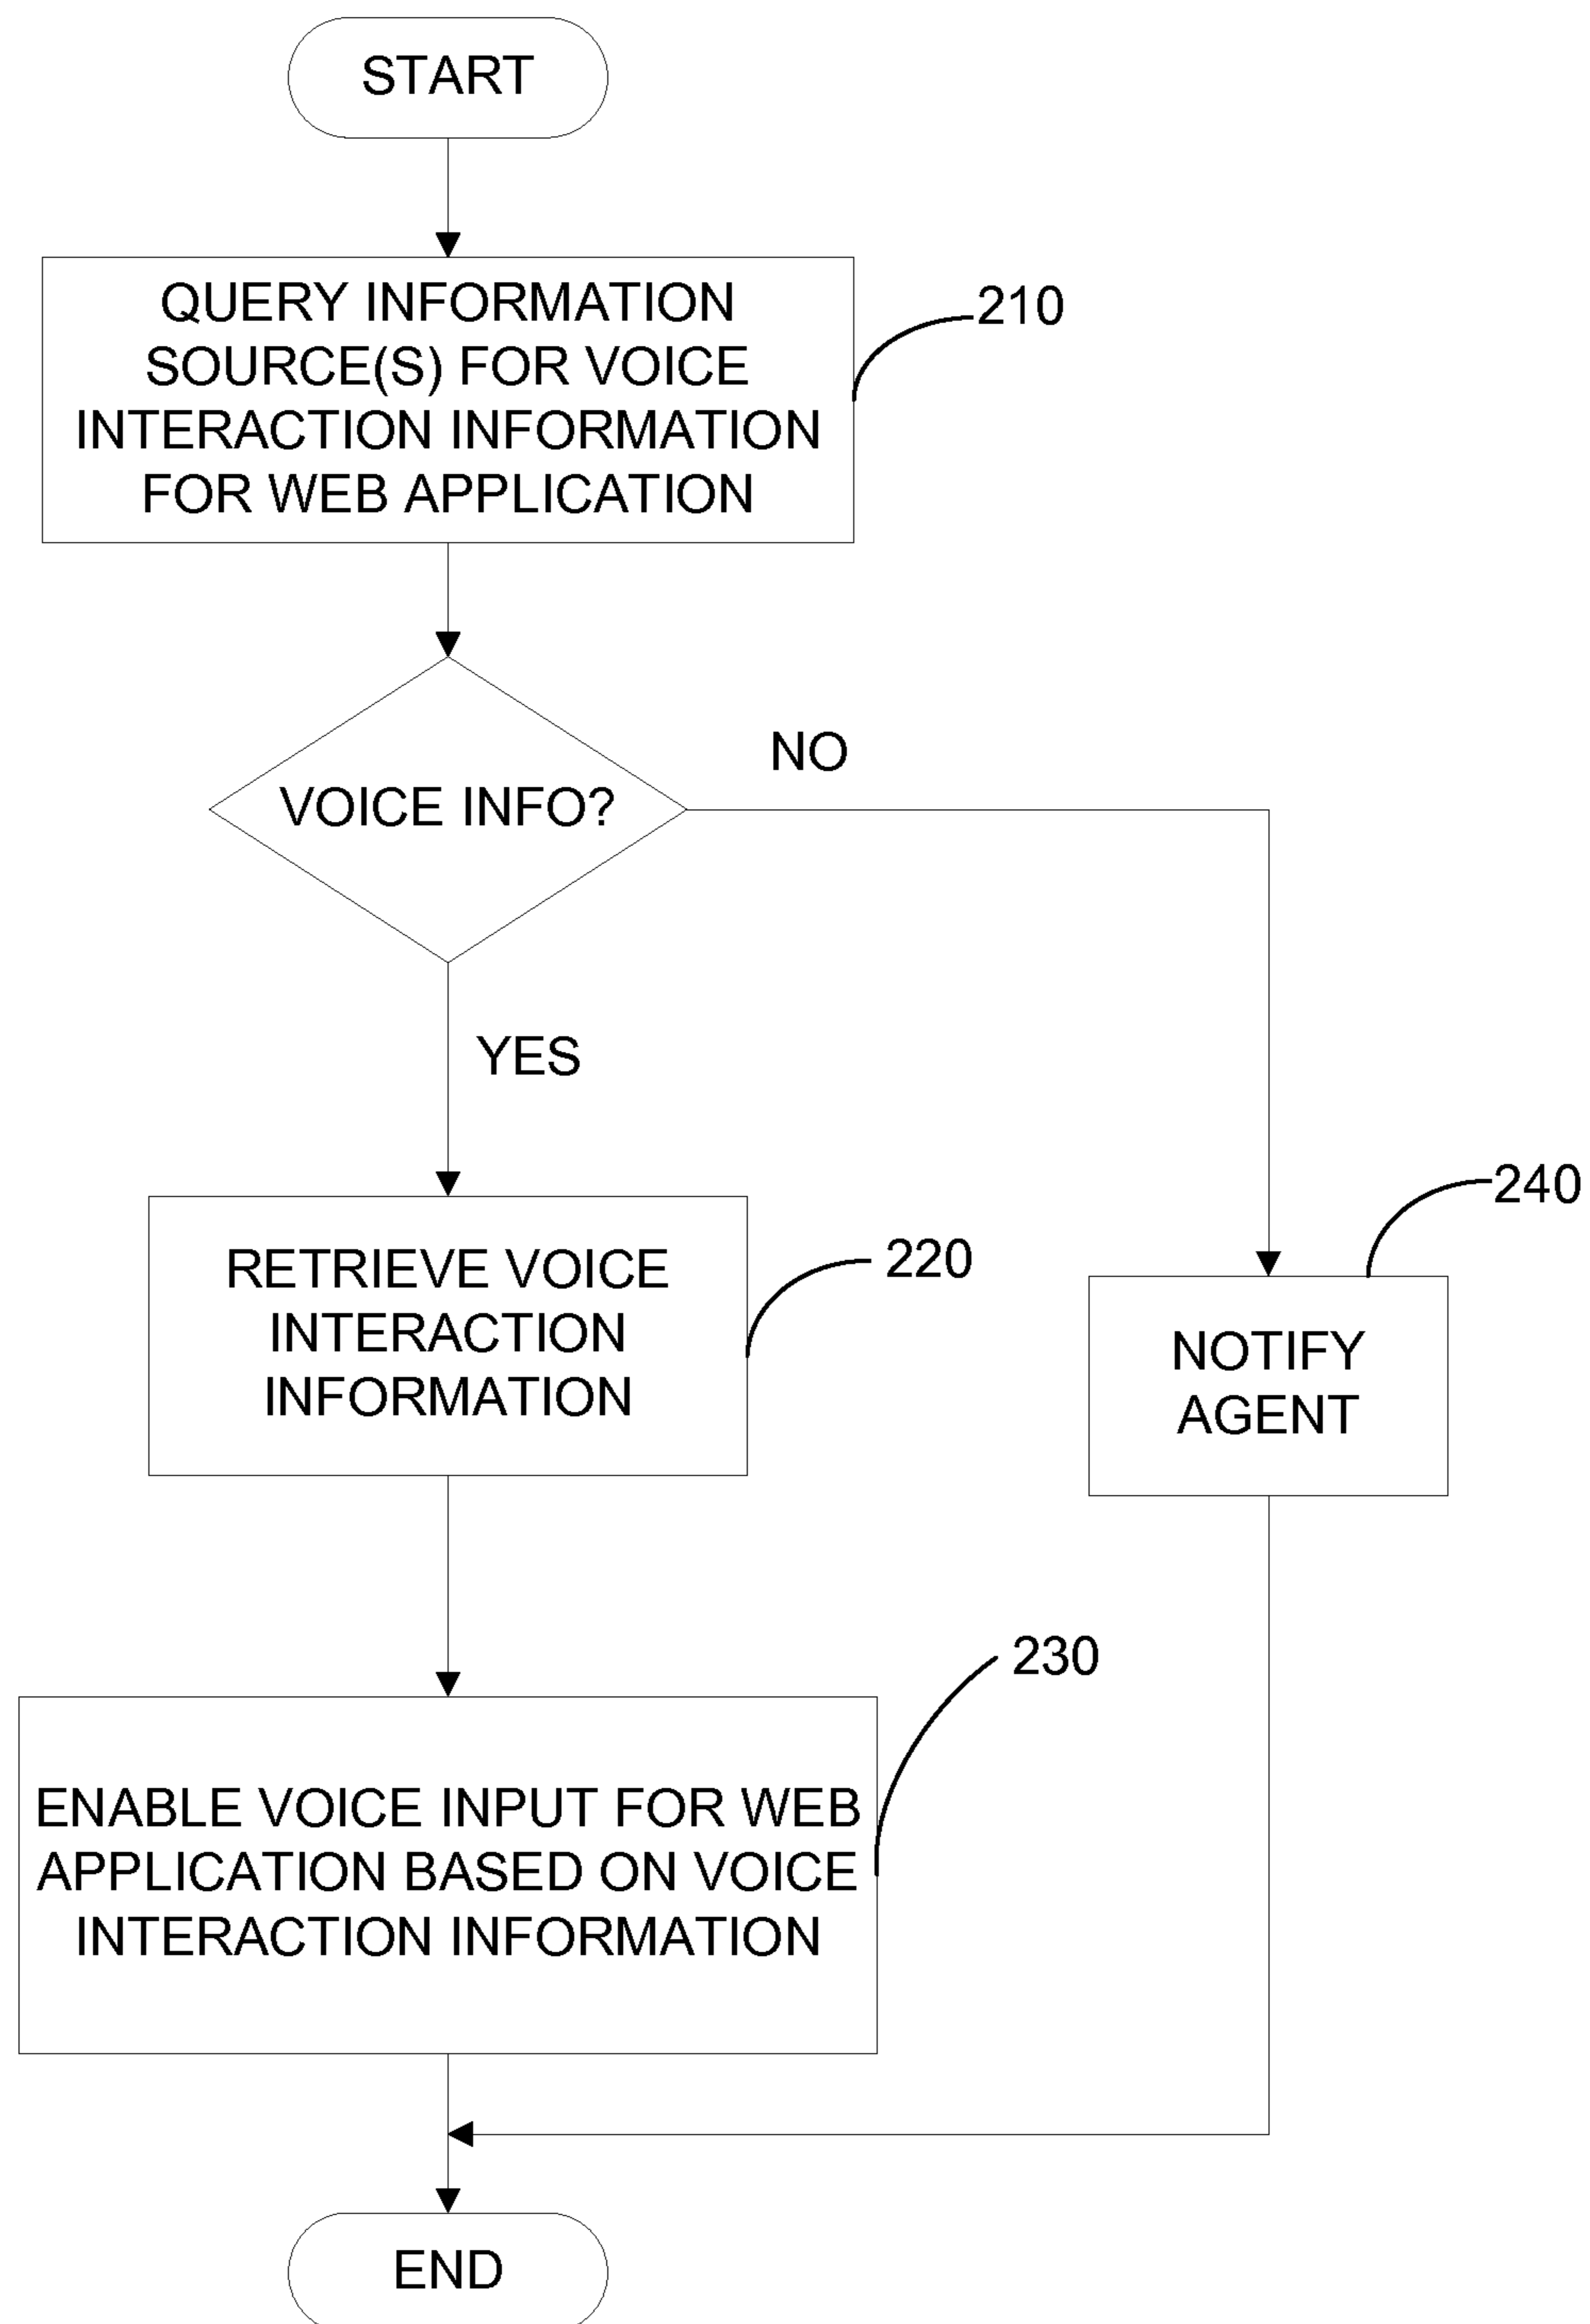 START
QUERY INFORMATION
SOURCE(S) FOR VOICE
INTERACTION INFORMATION
FOR WEB APPLICATION
210
VOICE INFO?
NO
YES
RETRIEVE VOICE
INTERACTION
INFORMATION
220
NOTIFY
AGENT
240
ENABLE VOICE INPUT FOR WEB
APPLICATION BASED ON VOICE
INTERACTION INFORMATION
230
END